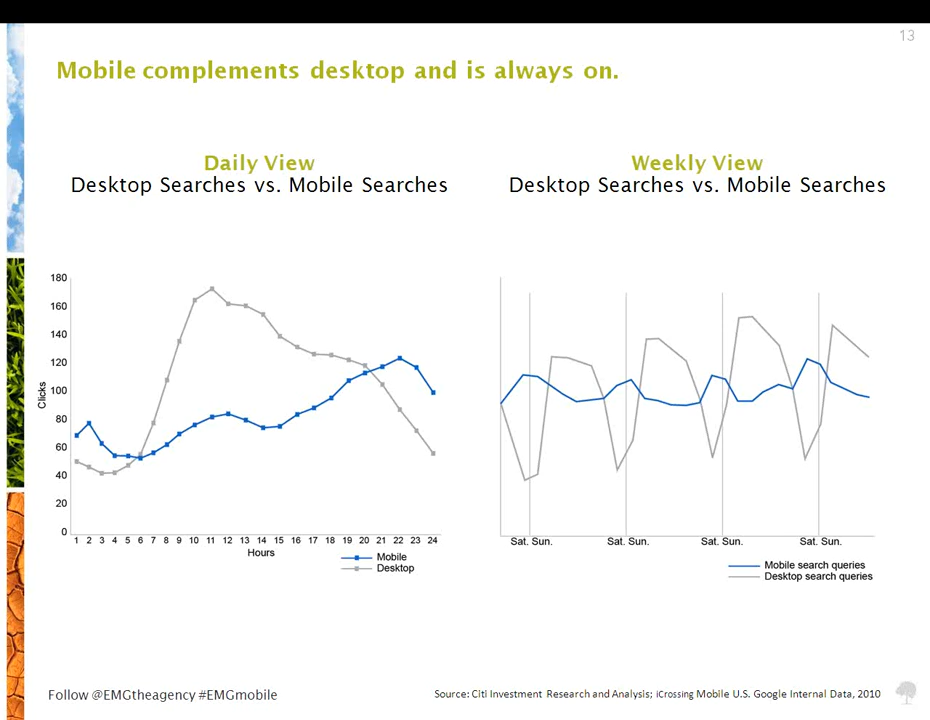 13
Mobile complements desktop and is always on.
Daily View
Desktop Searches vs. Mobile Searches
Weekly View
Desktop Searches vs. Mobile Searches
180
160
140
120
100
80
60
40
20
0
Clicks
1 2 3 4 5 6 7 8 9 10 11 12 13 14 15 16 17 18 19 20 21 22 23 24
Hours
Mobile
Desktop
Sat. Sun. Sat. Sun. Sat. Sun. Sat. Sun.
Mobile search queries
Desktop search queries
Follow @EMGtheagency #EMGmobile
Source: Citi Investment Research and Analysis; iCrossing Mobile U.S. Google Internal Data, 2010